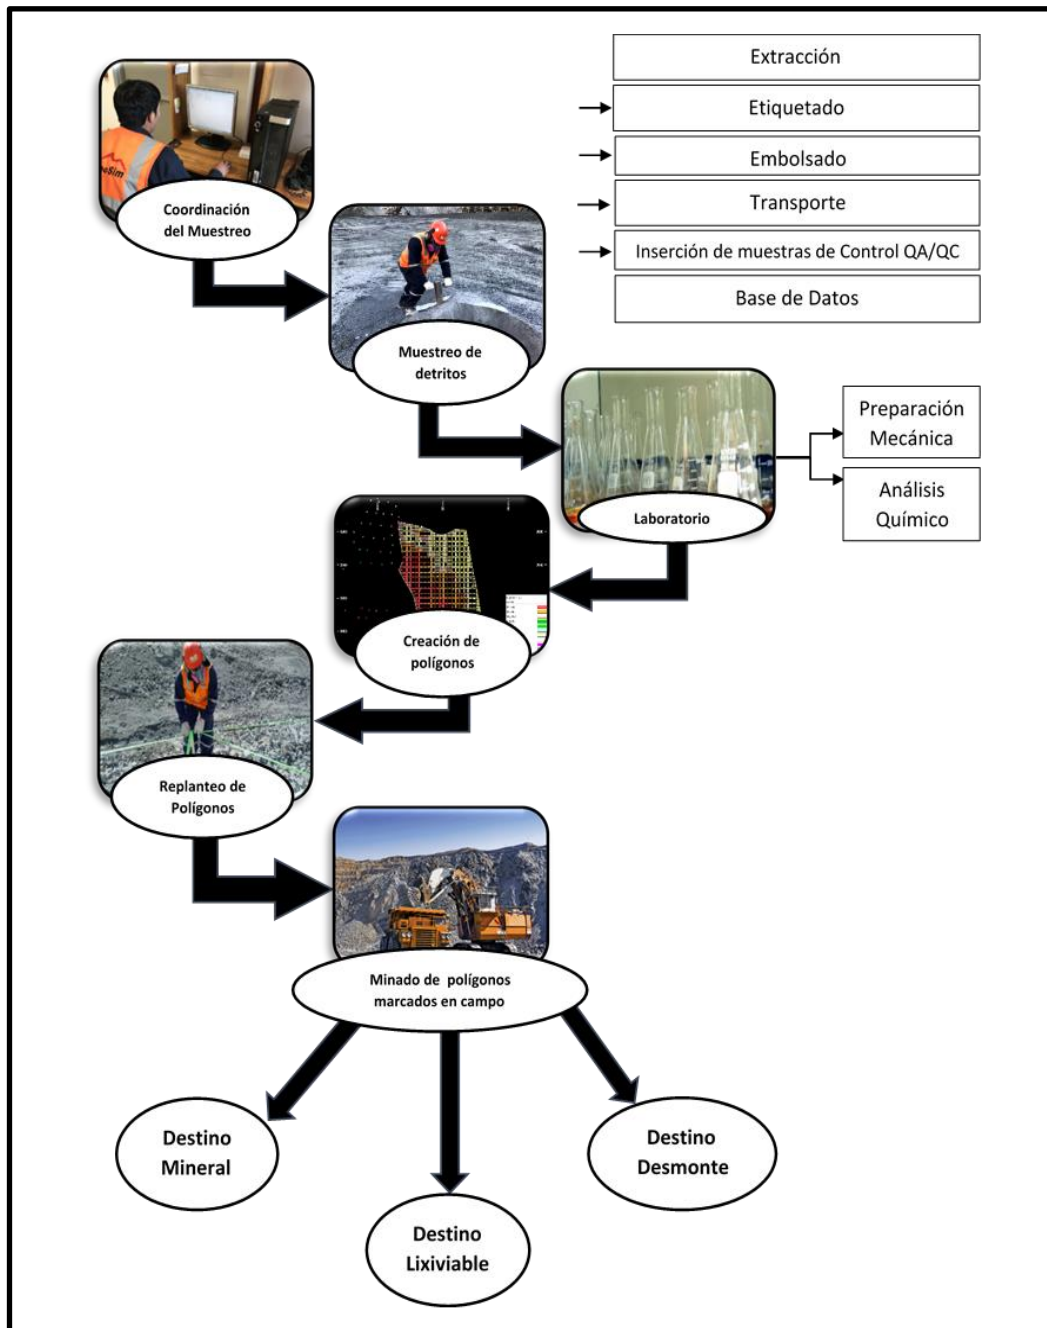 Extracción
Etiquetado
Embolsado
Transporte
Inserción de muestras de Control QA/QC
Base de Datos
Coordinación
del Muestreo
Muestreo de
detritos
Preparación
Mecánica
Análisis
Químico
Laboratorio
Creación de
polígonos
Replanteo de
Polígonos
Minado de polígonos
marcados en campo
Destino
Mineral
Destino
Desmonte
Destino
Lixiviable